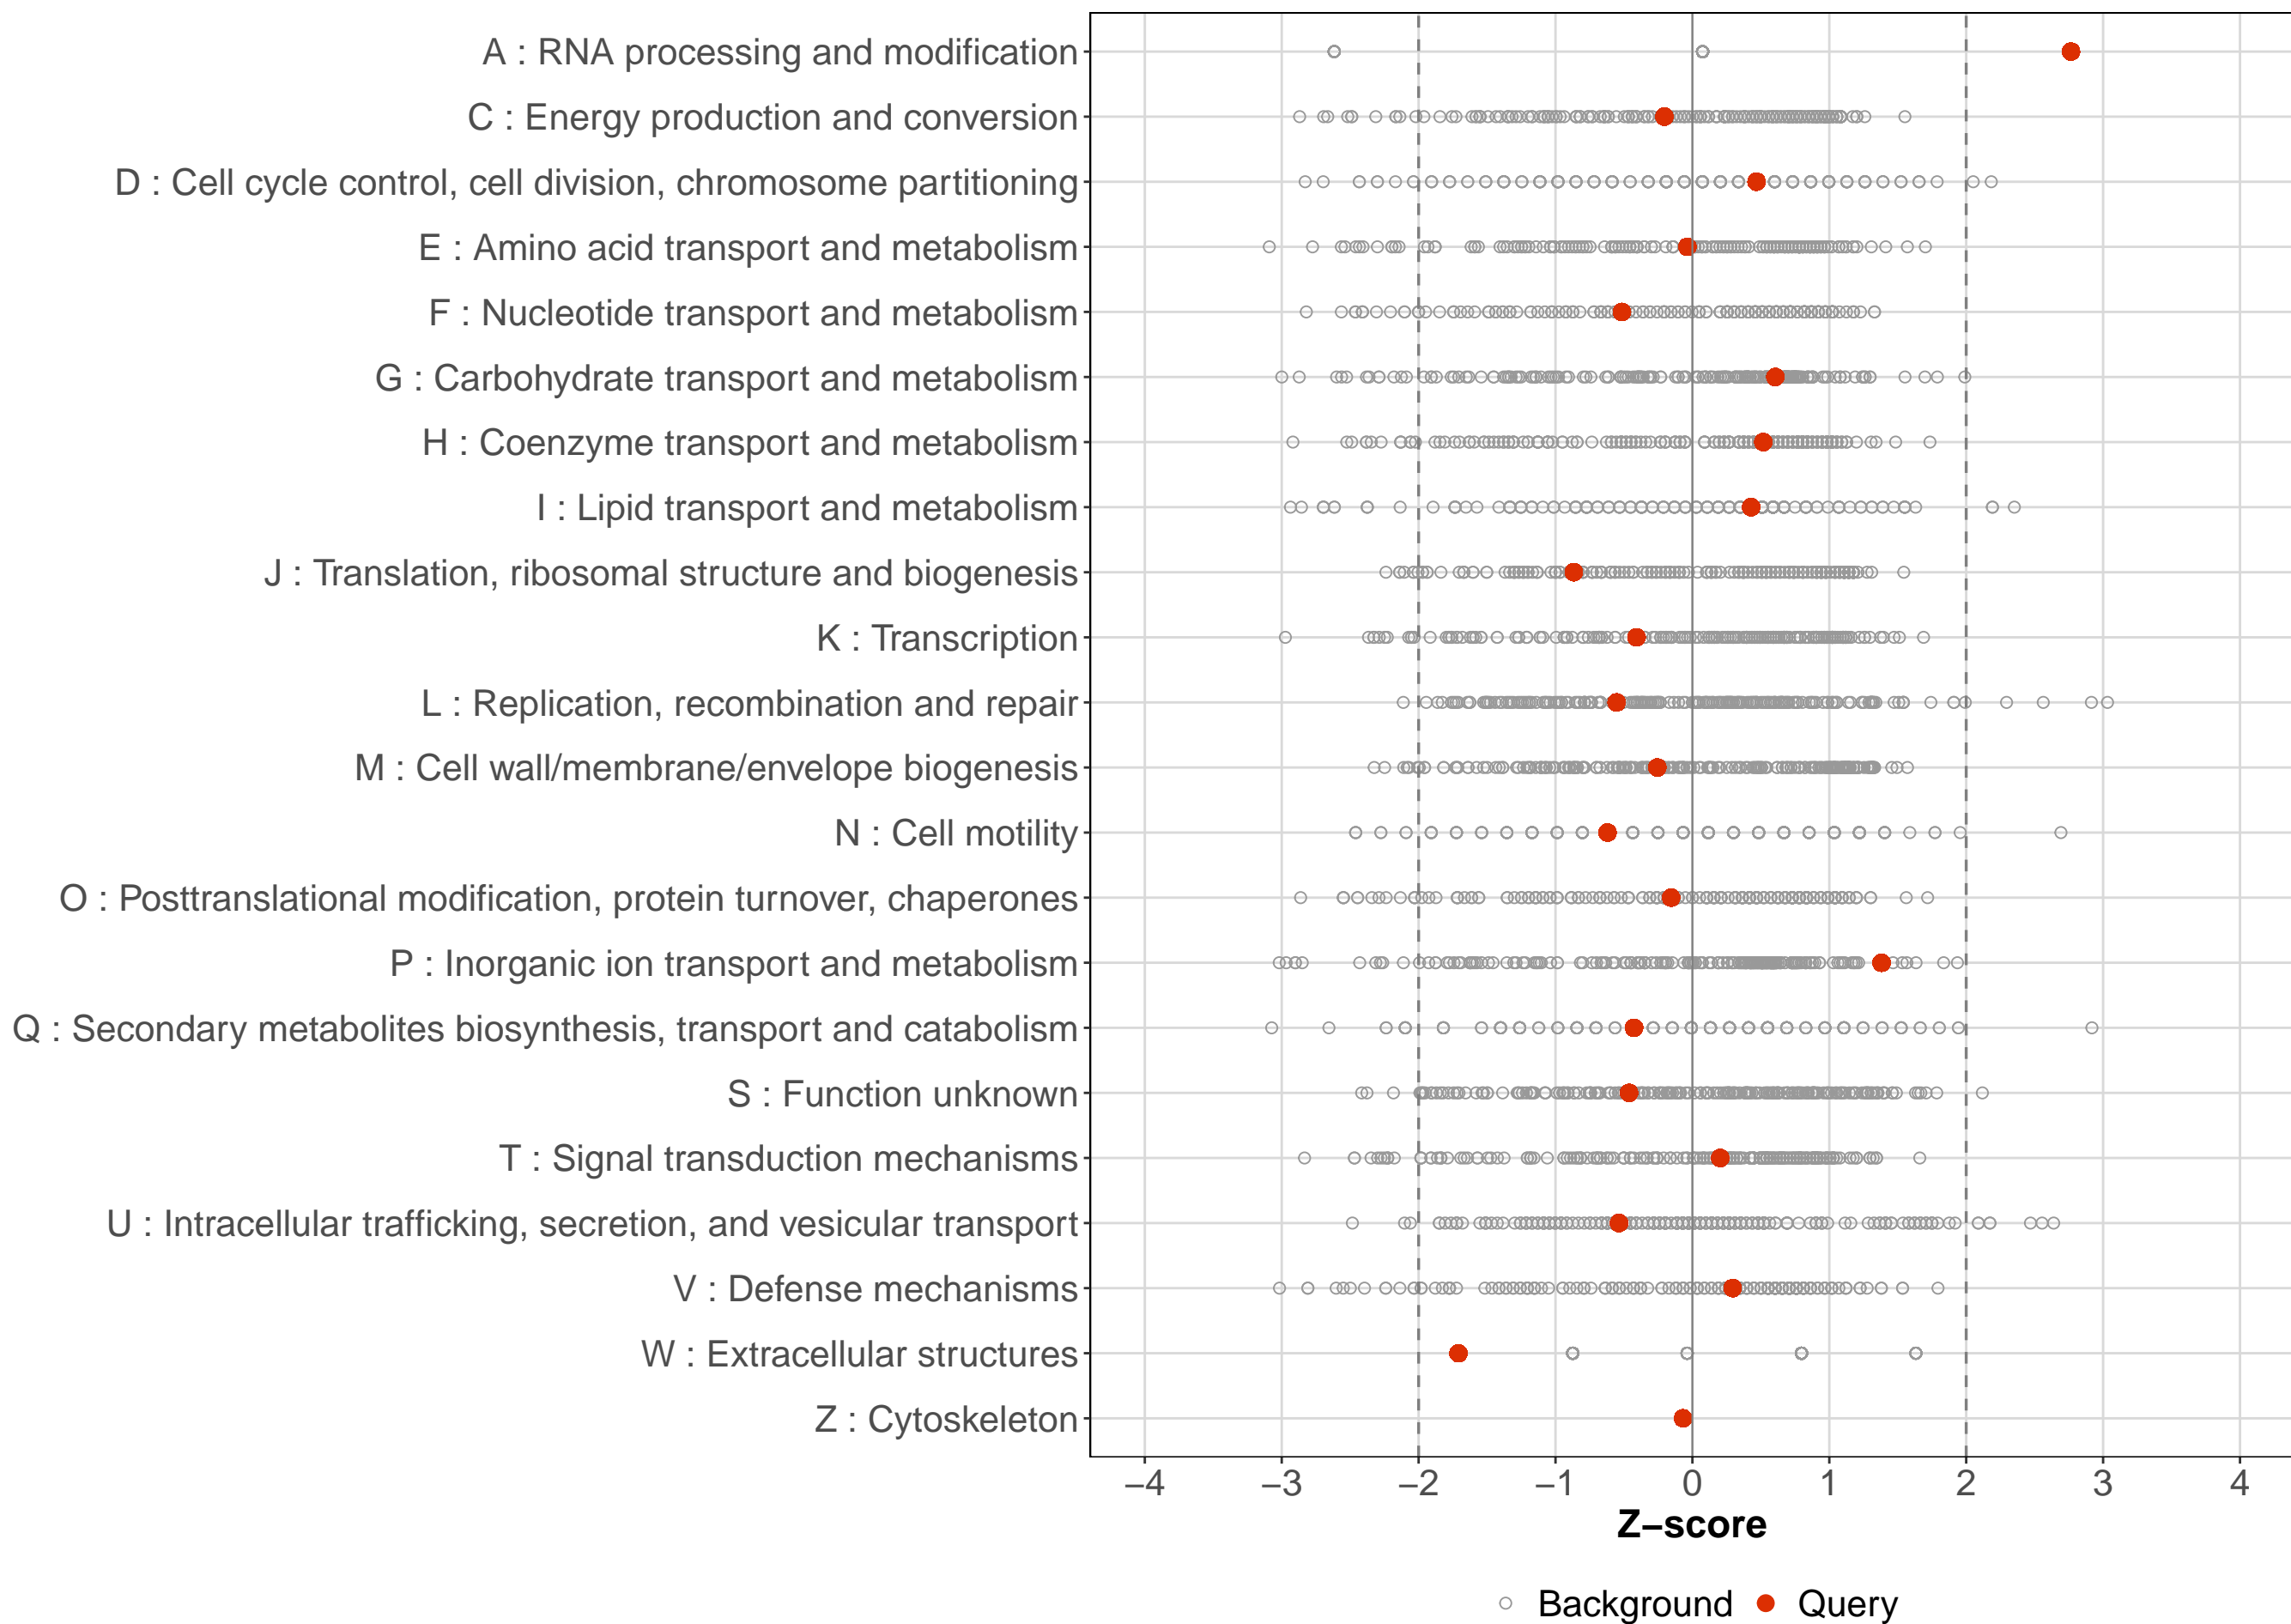 A : RNA processing and modification
C : Energy production and conversion
D : Cell cycle control, cell division, chromosome partitioning
E : Amino acid transport and metabolism
F : Nucleotide transport and metabolism
G : Carbohydrate transport and metabolism
H : Coenzyme transport and metabolism
I : Lipid transport and metabolism
J : Translation, ribosomal structure and biogenesis
K : Transcription
L : Replication, recombination and repair
M : Cell wall/membrane/envelope biogenesis
N : Cell motility
O : Posttranslational modification, protein turnover, chaperones
P : Inorganic ion transport and metabolism
Q : Secondary metabolites biosynthesis, transport and catabolism
S : Function unknown
T : Signal transduction mechanisms
U : Intracellular trafficking, secretion, and vesicular transport
V : Defense mechanisms
W : Extracellular structures
Z : Cytoskeleton
−4 −3 −2 −1 0 1 2 3 4
Z−score
Background Query